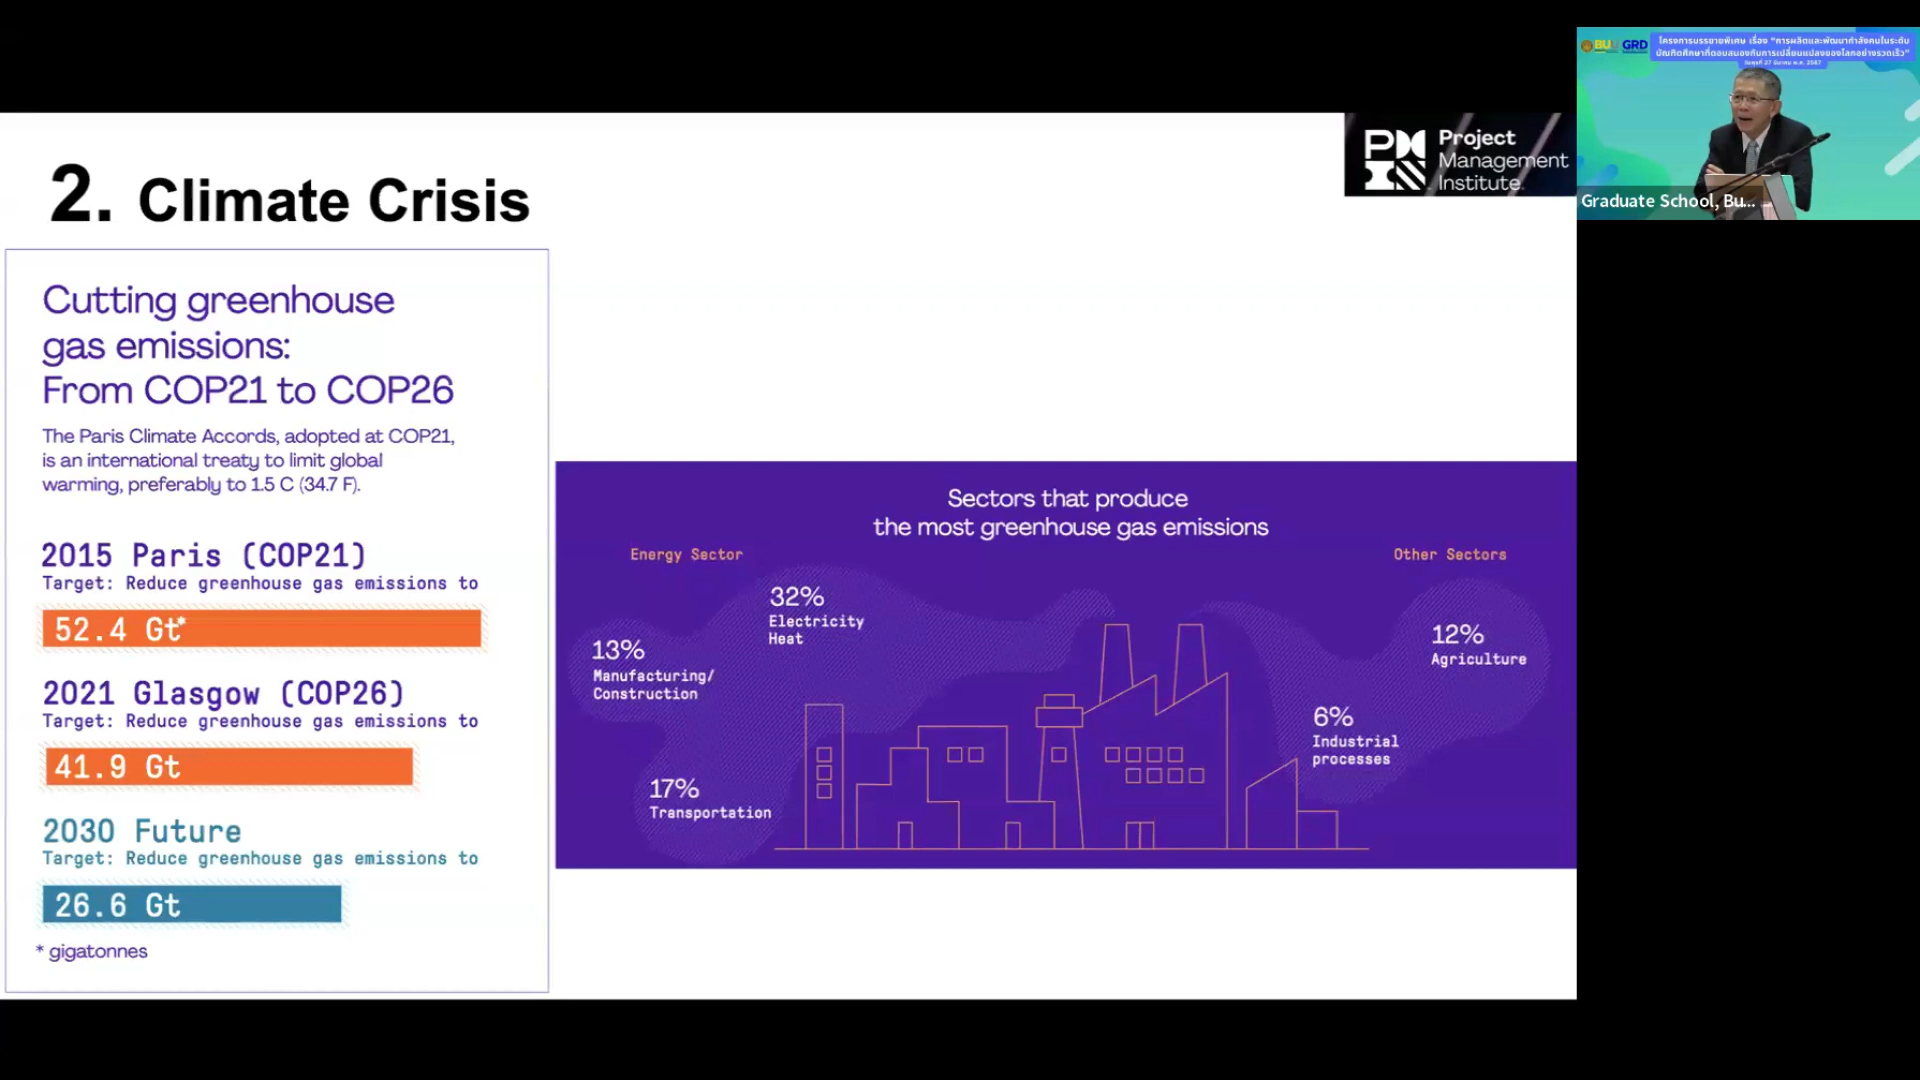 2. Climate Crisis
Project
Management
Institute.
Cutting greenhouse
gas emissions:
From COP21 to COP26
The Paris Climate Accords, adopted at COP21,
is an international treaty to limit global
warming, preferably to 1.5 C (34.7 F).
2015 Paris (COP21)
Target: Reduce greenhouse gas emissions to
52.4 Gt*
2021 Glasgow (COP26)
Target: Reduce greenhouse gas emissions to
41.9 Gt
2030 Future
Target: Reduce greenhouse gas emissions to
26.6 Gt
* gigatonnes
Sectors that produce
the most greenhouse gas emissions
Energy Sector
32%
Electricity
Heat
13%
Manufacturing/
Construction
17%
Transportation
Other Sectors
12%
Agriculture
6%
Industrial
processes
GRD
โครงการบรรยายพิเศษ เรื่อง "การผลิตและพัฒนากำลังคนในระดับ
บัณฑิตศึกษาที่ตอบสนองกับการเปลี่ยนแปลงของโลกอย่างรวดเร็ว"
วันพุธที่ 27 มีนาคม พ.ศ. 2567
Graduate School, Bu...